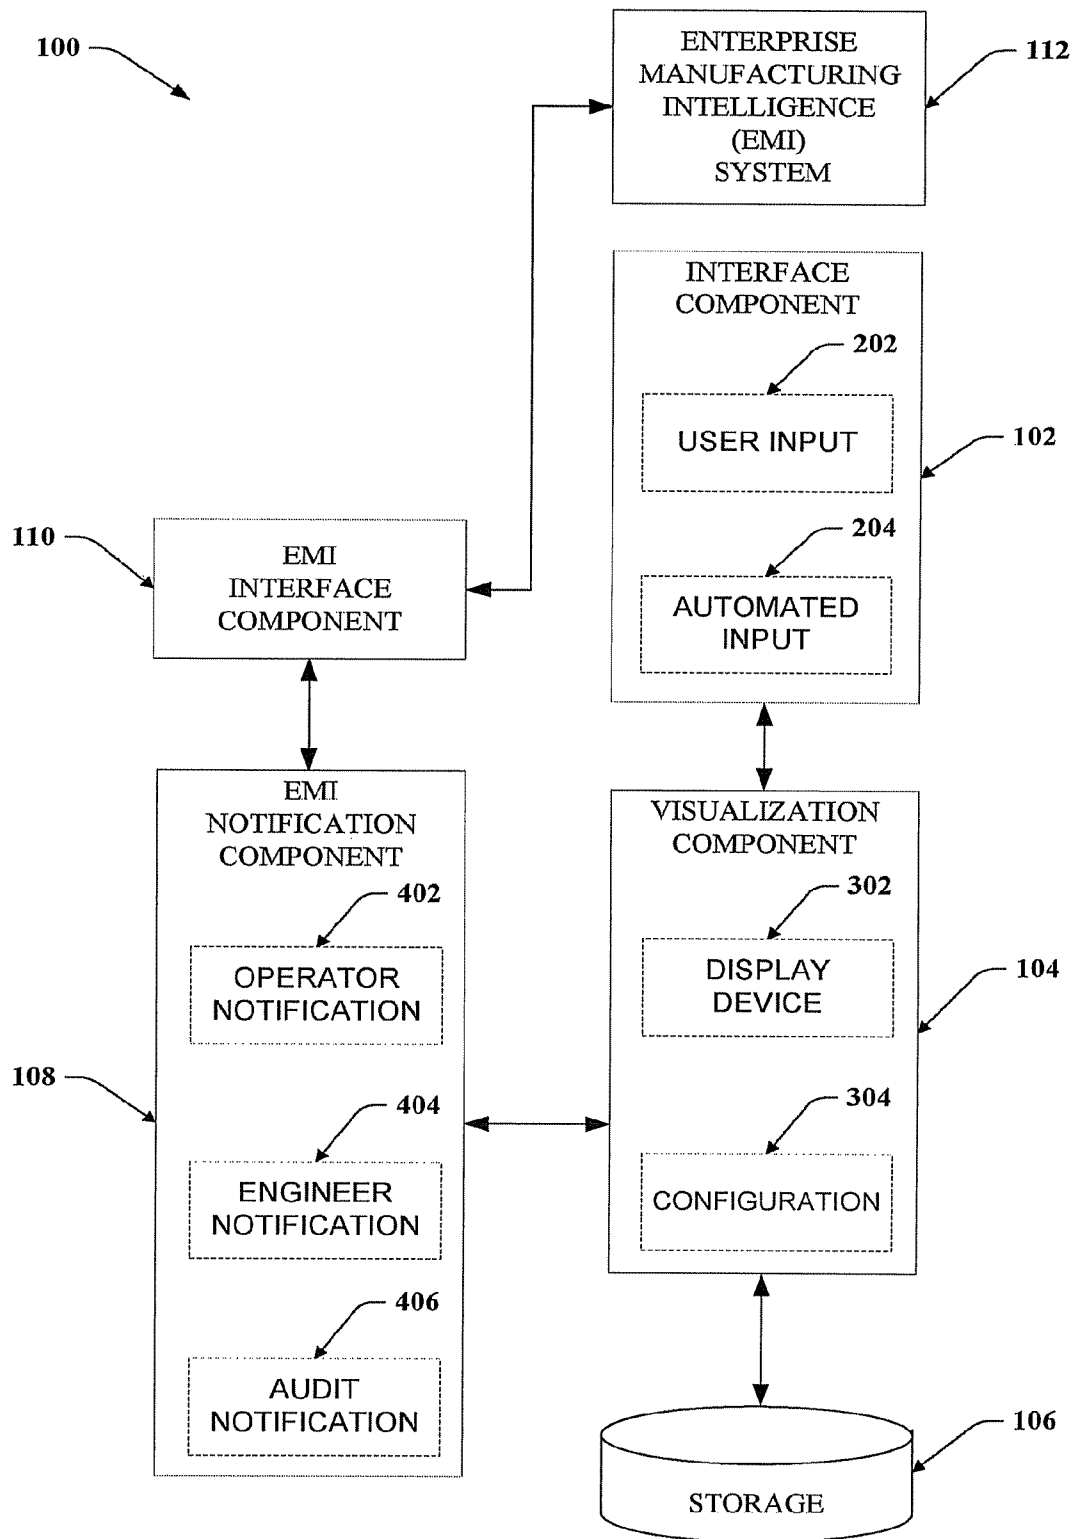 100
ENTERPRISE
MANUFACTURING
INTELLIGENCE
(EMI)
SYSTEM
112
INTERFACE
COMPONENT
202
USER INPUT
102
204
AUTOMATED
INPUT
110
EMI
INTERFACE
COMPONENT
EMI
NOTIFICATION
COMPONENT
402
OPERATOR
NOTIFICATION
108
404
ENGINEER
NOTIFICATION
406
AUDIT
NOTIFICATION
VISUALIZATION
COMPONENT
302
DISPLAY
DEVICE
104
304
CONFIGURATION
106
STORAGE